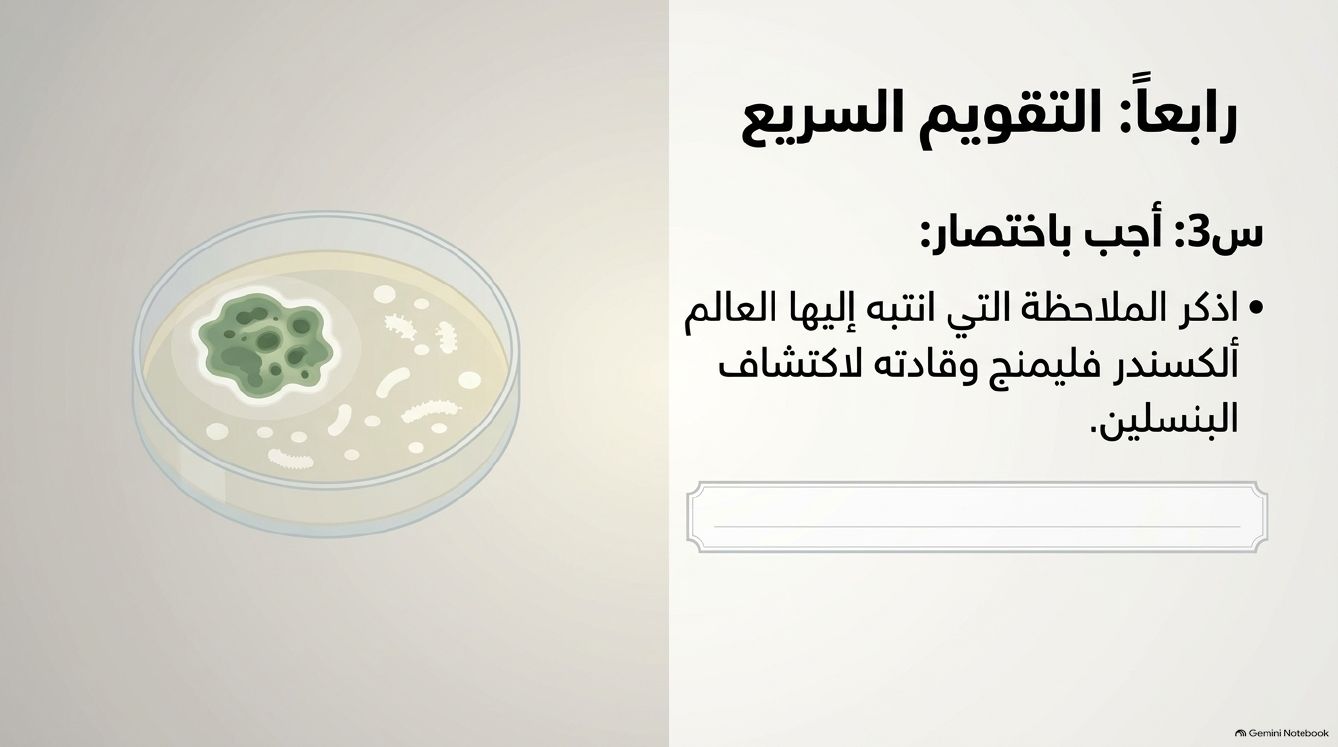 رابعاً: التقويم السريع
س3: أجب باختصار:
• اذكر الملاحظة التي انتبه إليها العالم
ألكسندر فليمنج وقادته لاكتشاف
البنسلين.
Gemini Notebook